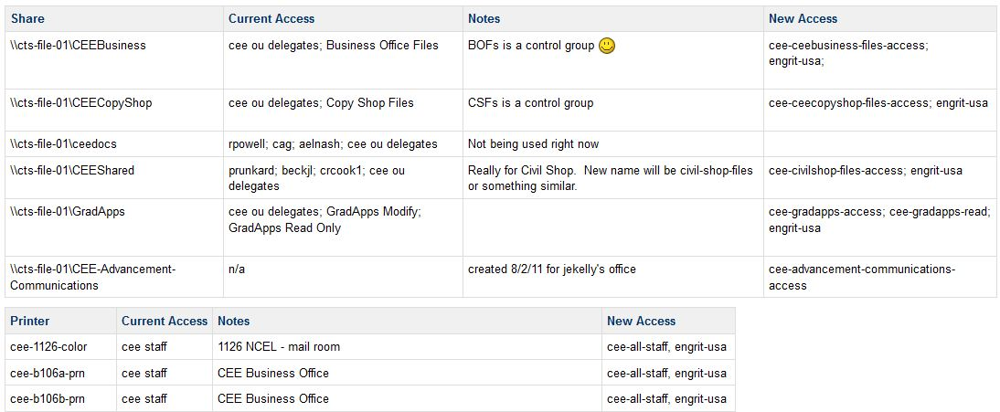 Share Current Access Notes New Access
\\cts-file-01\CEEBusiness cee ou delegates; Business Office Files BOFs is a control group cee-ceebusiness-files-access;
engrit-usa;
\\cts-file-01\CEECopyShop cee ou delegates; Copy Shop Files CSFs is a control group cee-ceecopyshop-files-access; engrit-usa
\\cts-file-01\ceedocs rpowell; cag; aelnash; cee ou delegates Not being used right now
\\cts-file-01\CEEShared prunkard; beckjl; crcook1; cee ou Really for Civil Shop. New name will be civil-shop-files cee-civilshop-files-access; engrit-usa
delegates or something similar.
\\cts-file-01\GradApps cee ou delegates; GradApps Modify; cee-gradapps-access; cee-gradapps-read;
GradApps Read Only engrit-usa
\\cts-file-01\CEE-Advancement- n/a created 8/2/11 for jekelly's office cee-advancement-communications-
Communications access
Printer Current Access Notes New Access
cee-1126-color cee staff 1126 NCEL - mail room cee-all-staff, engrit-usa
cee-b106a-prn cee staff CEE Business Office cee-all-staff, engrit-usa
cee-b106b-prn cee staff CEE Business Office cee-all-staff, engrit-usa